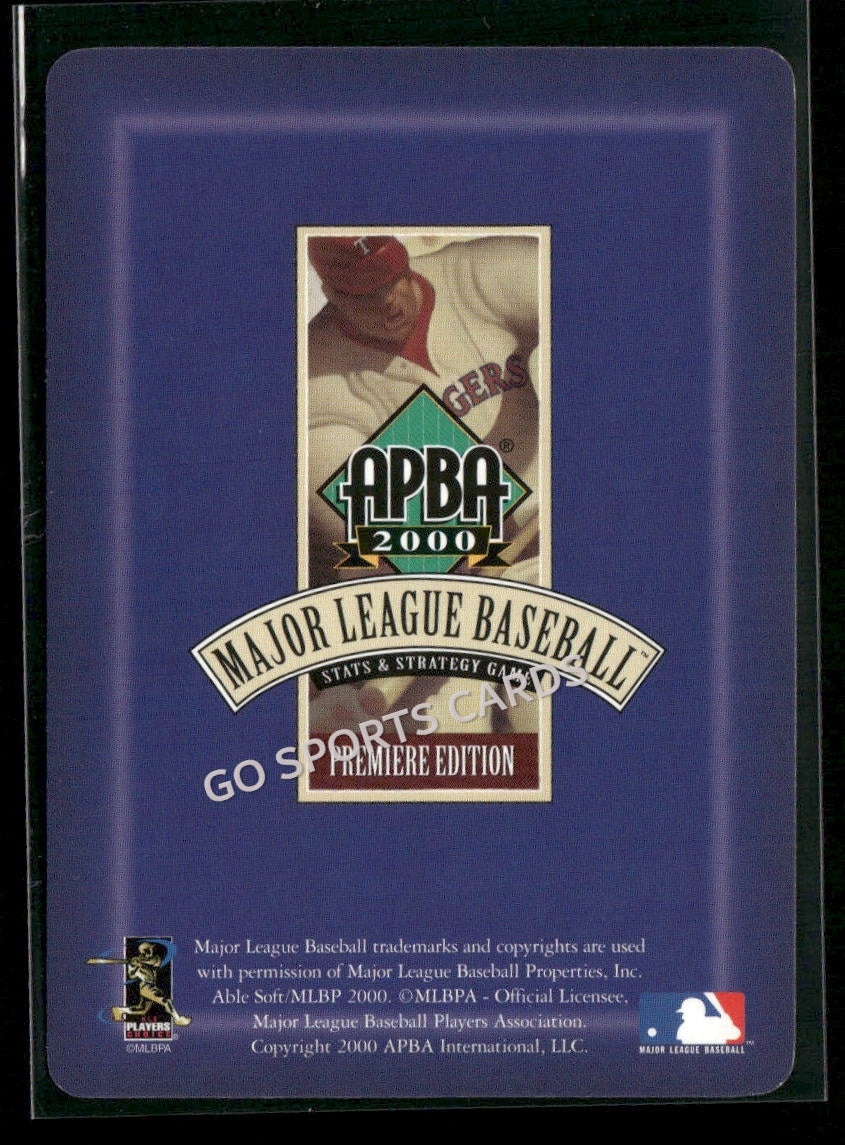 T
GERS
APBA®
2000
MAJOR LEAGUE BASEBALL™
STATS & STRATEGY GAME
GO SPORTS CARDS
PREMIERE EDITION
Major League Baseball trademarks and copyrights are used
with permission of Major League Baseball Properties, Inc.
Able Soft/MLBP 2000. ©MLBPA - Official Licensee,
Major League Baseball Players Association.
Copyright 2000 APBA International, LLC.
PLAYERS
CHOICE®
©MLBPA
MAJOR LEAGUE BASEBALL™